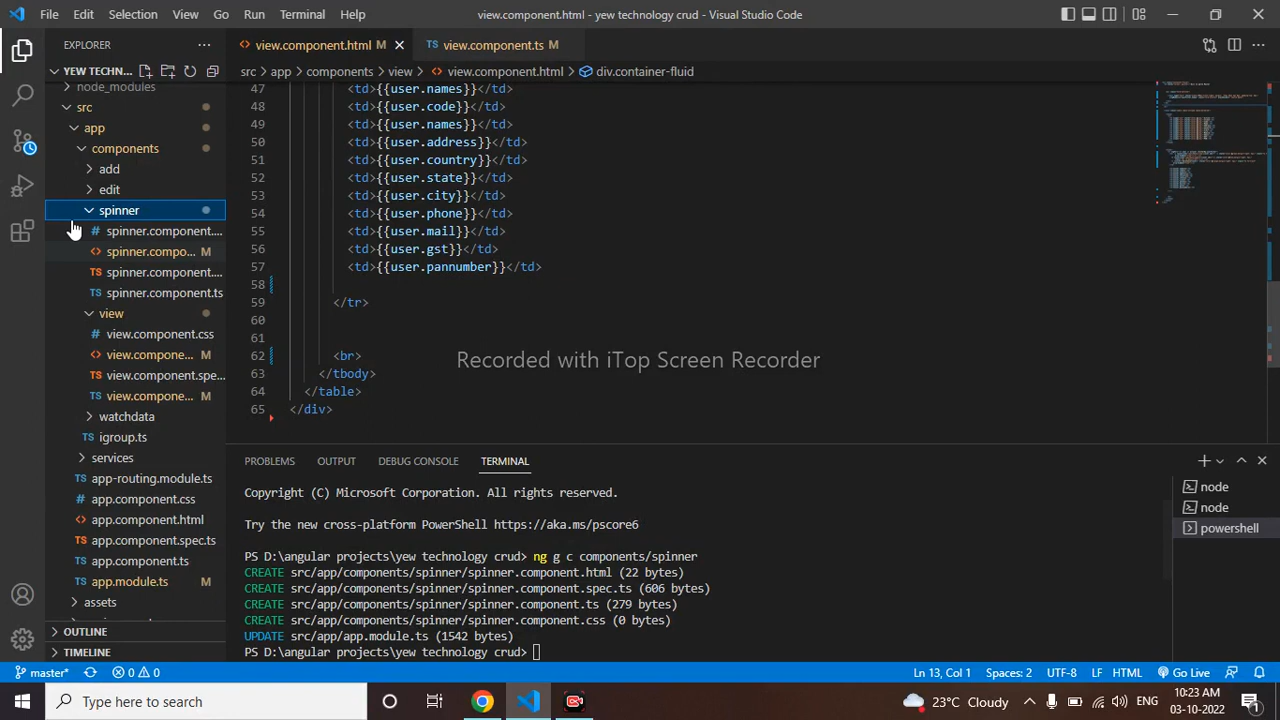 File Edit Selection View Go Run Terminal Help view.component.html - yew technology crud - Visual Studio Code
EXPLORER
YEW TECHN...
node_modules
src
app
components
add
edit
spinner
spinner.component....
spinner.compo... M
spinner.component....
spinner.component.ts
view
view.component.css
view.compone... M
view.component.spe...
view.compone... M
watchdata
igroup.ts
services
app-routing.module.ts
app.component.css
app.component.html
app.component.spec.ts
app.component.ts
app.module.ts M
assets
OUTLINE
TIMELINE
view.component.html M view.component.ts M
src > app > components > view > view.component.html > div.container-fluid
47 <td>{{user.names}}</td>
48 <td>{{user.code}}</td>
49 <td>{{user.names}}</td>
50 <td>{{user.address}}</td>
51 <td>{{user.country}}</td>
52 <td>{{user.state}}</td>
53 <td>{{user.city}}</td>
54 <td>{{user.phone}}</td>
55 <td>{{user.mail}}</td>
56 <td>{{user.gst}}</td>
57 <td>{{user.pannumber}}</td>
58
59 </tr>
60
61
62 <br>
63 </tbody>
64 </table>
65 </div>
Recorded with iTop Screen Recorder
PROBLEMS OUTPUT DEBUG CONSOLE TERMINAL
Copyright (C) Microsoft Corporation. All rights reserved.
Try the new cross-platform PowerShell https://aka.ms/pscore6
PS D:\angular projects\yew technology crud> ng g c components/spinner
CREATE src/app/components/spinner/spinner.component.html (22 bytes)
CREATE src/app/components/spinner/spinner.component.spec.ts (606 bytes)
CREATE src/app/components/spinner/spinner.component.ts (279 bytes)
CREATE src/app/components/spinner/spinner.component.css (0 bytes)
UPDATE src/app/app.module.ts (1542 bytes)
PS D:\angular projects\yew technology crud>
node
node
powershell
master* 0 0 Ln 13, Col 1 Spaces: 2 UTF-8 LF HTML Go Live
Type here to search
23°C Cloudy ENG 10:23 AM
03-10-2022
1